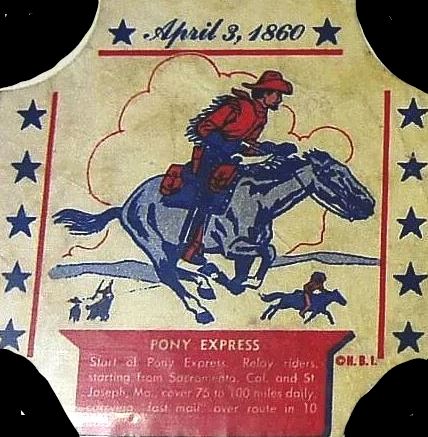 April 3, 1860
PONY EXPRESS
Start of Pony Express. Relay riders,
starting from Sacramento, Cal. and St.
Joseph, Mo., cover 75 to 100 miles daily,
carrying "fast mail" over route in 10
©N. B. I.